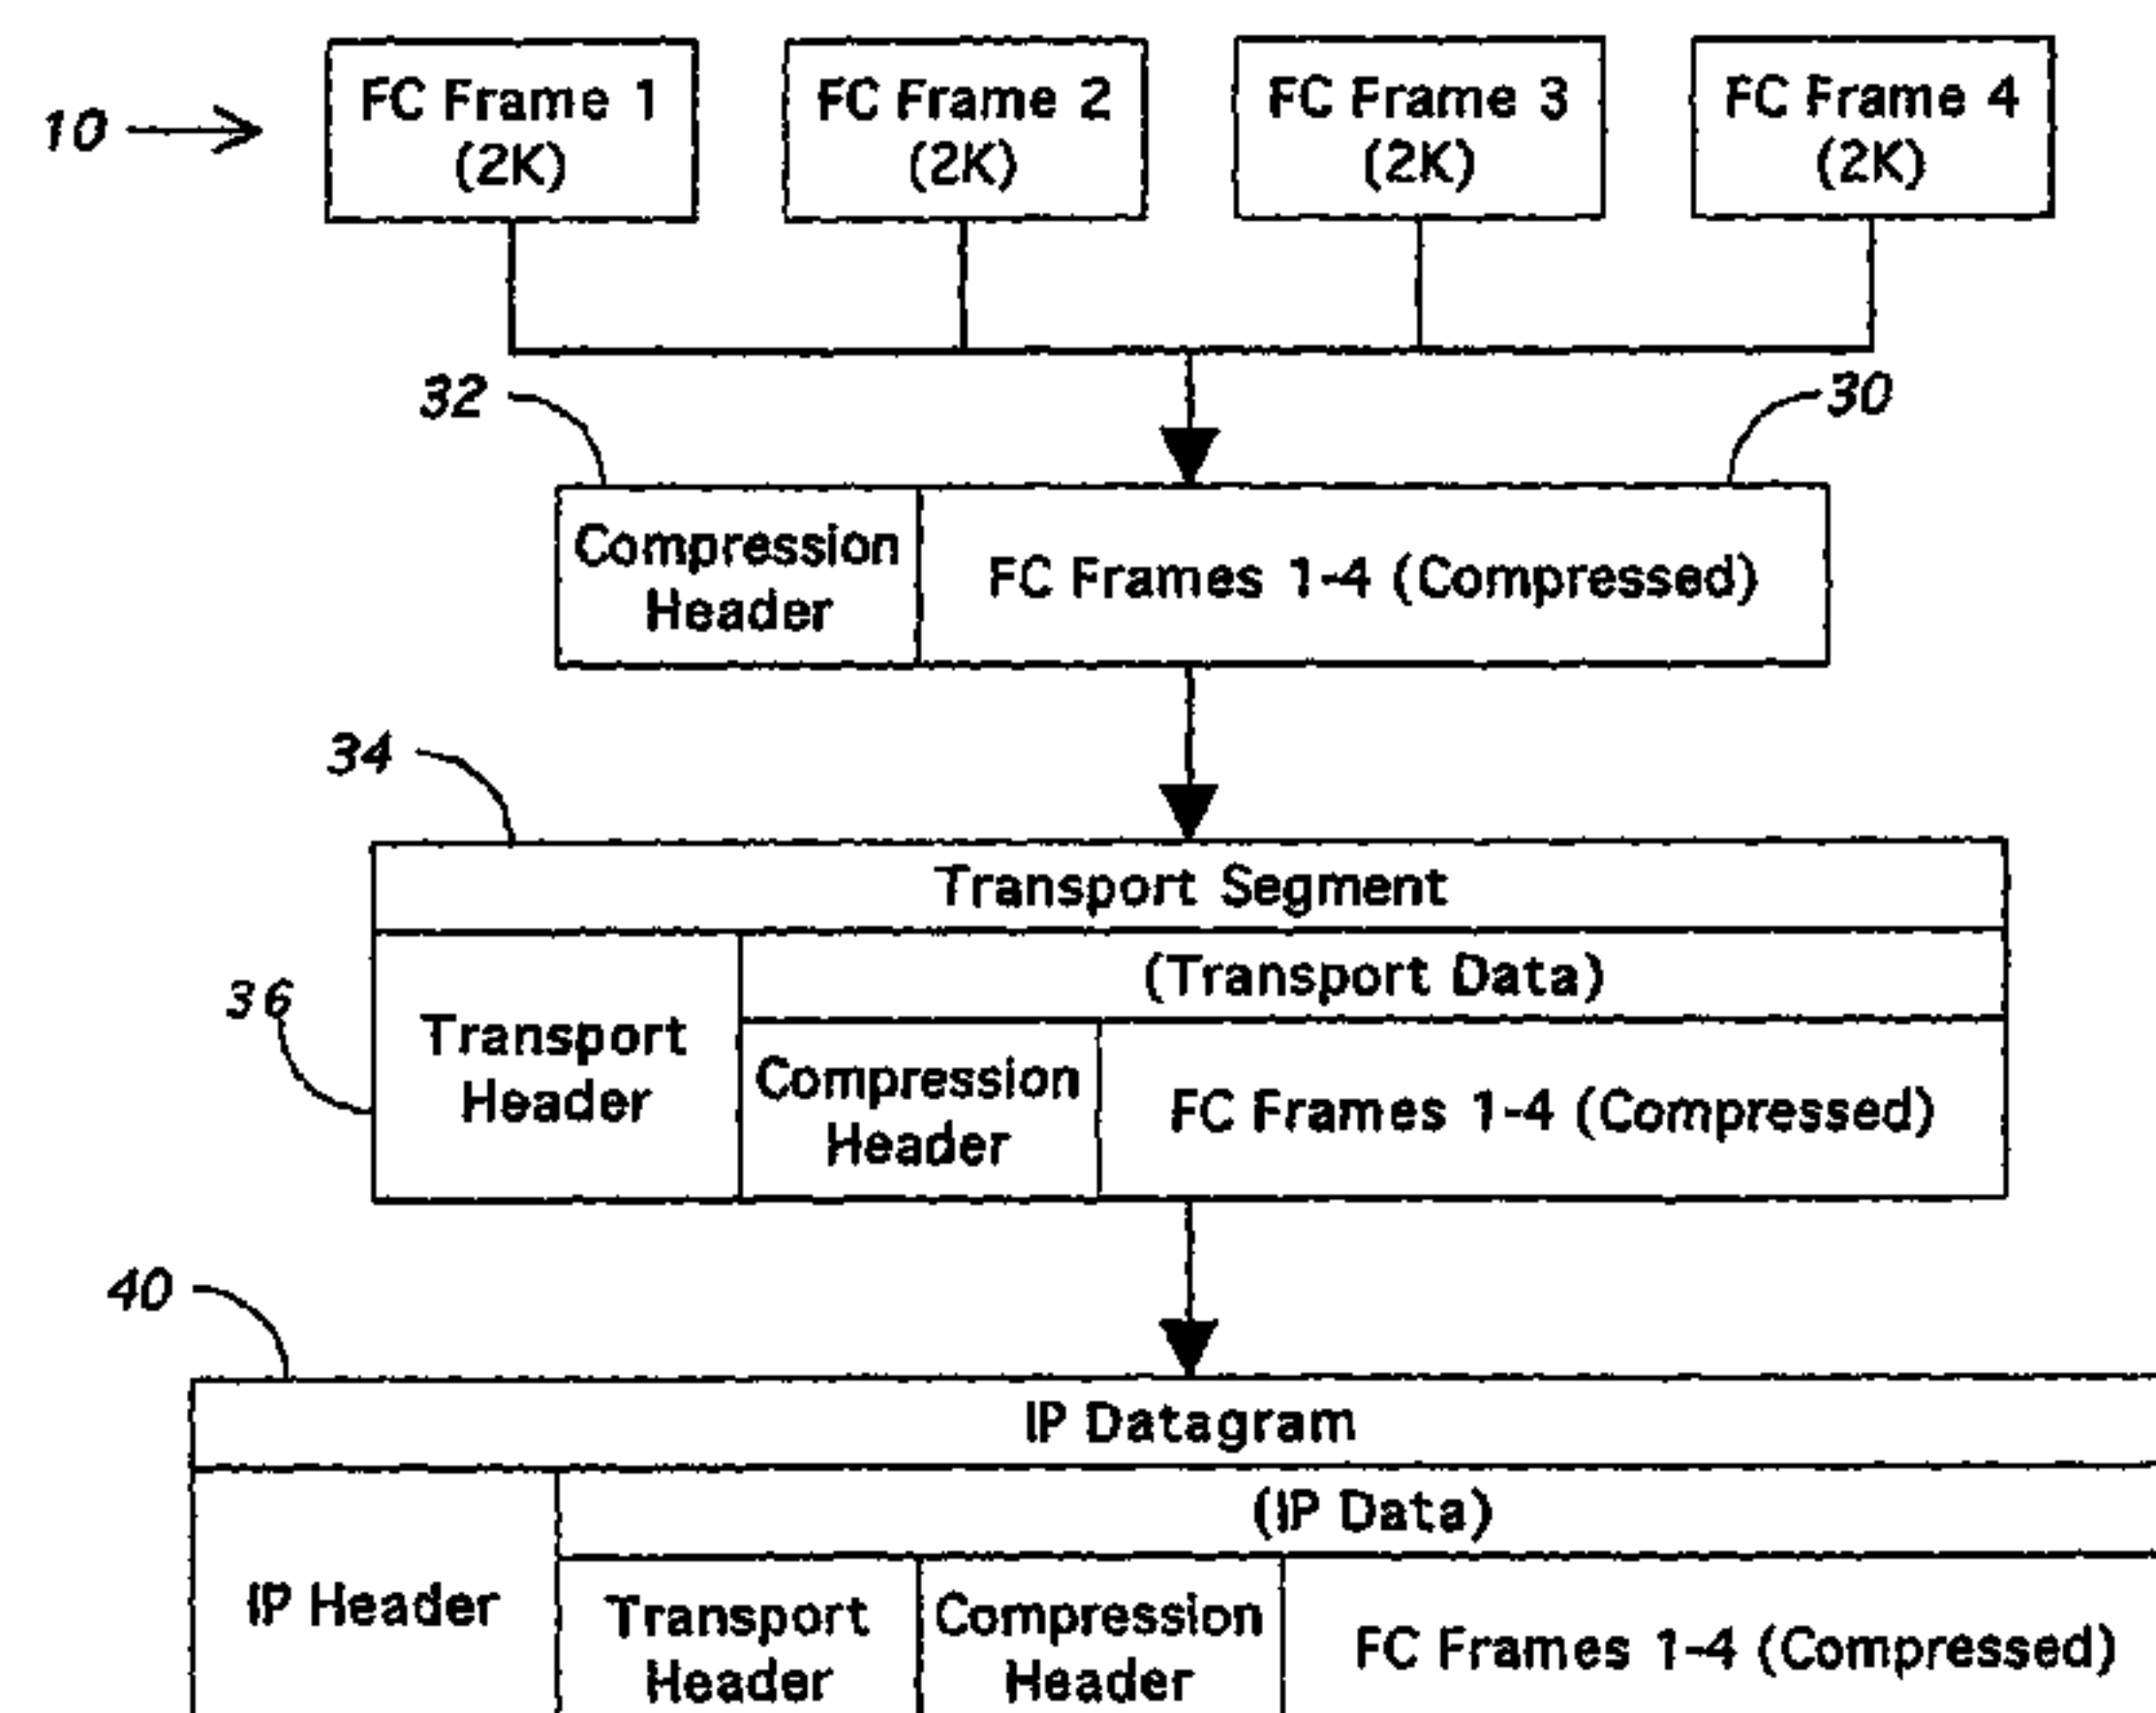 10
FC Frame 1
(2K)
FC Frame 2
(2K)
FC Frame 3
(2K)
FC Frame 4
(2K)
32
30
Compression
Header
FC Frames 1-4 (Compressed)
34
Transport Segment
36
Transport
Header
(Transport Data)
Compression
Header
FC Frames 1-4 (Compressed)
40
IP Datagram
IP Header
(IP Data)
Transport
Header
Compression
Header
FC Frames 1-4 (Compressed)